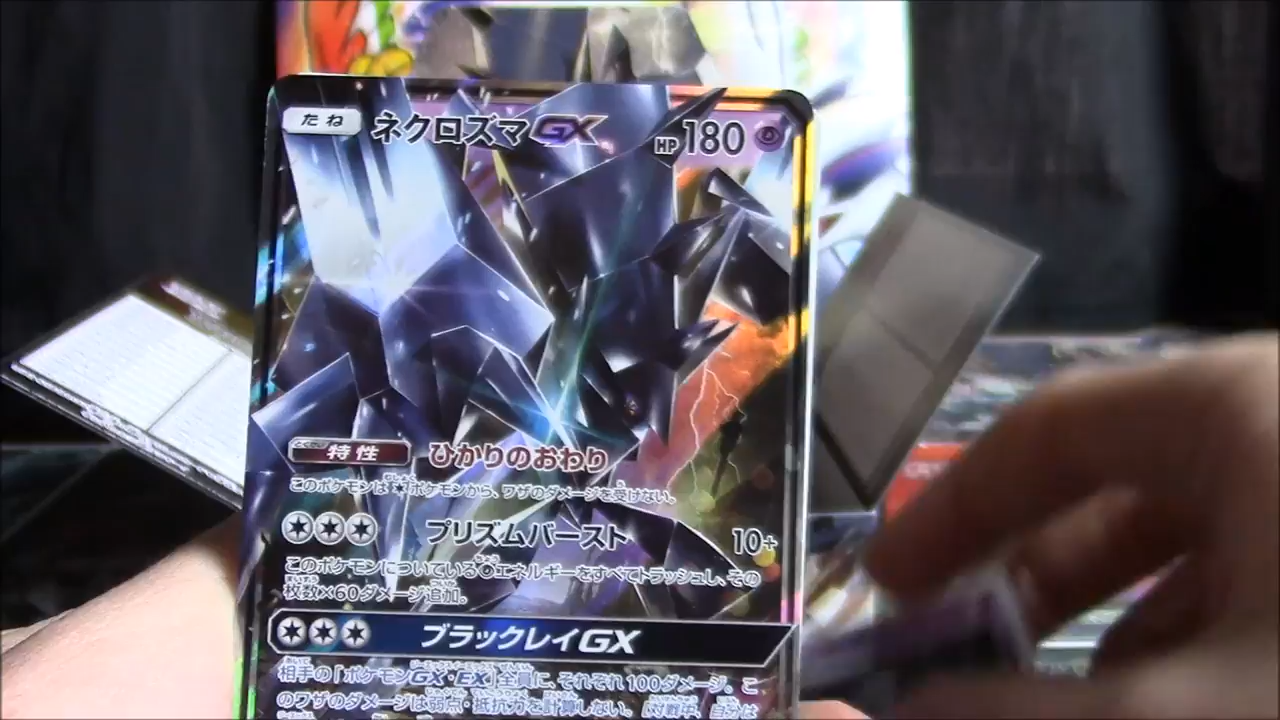 たね ネクロズマGX HP180
特性 ひかりのおわり
このポケモンはポケモンから、ワザのダメージを受けない。
プリズムバースト 10+
このポケモンについているエネルギーをすべてトラッシュし、その
枚数×60ダメージ追加。
ブラックレイGX
相手の「ポケモンGX・EX」全員に、それぞれ100ダメージ。こ
のワザのダメージは弱点・抵抗力を計算しない。[対戦中、自分は